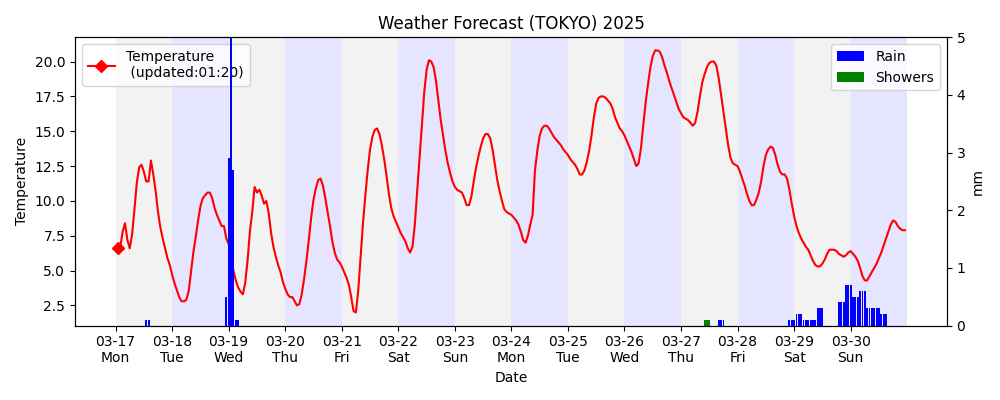 Weather Forecast (TOKYO) 2025
Temperature
(updated:01:20)
Rain
Showers
Temperature
20.0
17.5
15.0
12.5
10.0
7.5
5.0
2.5
5
4
3
2
1
0
mm
03-17 03-18 03-19 03-20 03-21 03-22 03-23 03-24 03-25 03-26 03-27 03-28 03-29 03-30
Mon Tue Wed Thu Fri Sat Sun Mon Tue Wed Thu Fri Sat Sun
Date